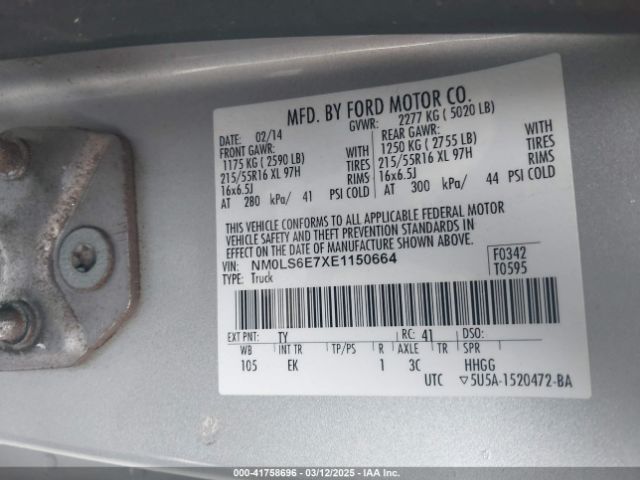 MFD. BY FORD MOTOR CO.
DATE: 02/14 GVWR: 2277 KG ( 5020 LB)
FRONT GAWR: WITH REAR GAWR: WITH
1175 KG ( 2590 LB) TIRES 1250 KG ( 2755 LB) TIRES
215/55R16 XL 97H RIMS 215/55R16 XL 97H RIMS
16x6.5J 16x6.5J
AT 280 kPa/ 41 PSI COLD AT 300 kPa/ 44 PSI COLD
THIS VEHICLE CONFORMS TO ALL APPLICABLE FEDERAL MOTOR
VEHICLE SAFETY AND THEFT PREVENTION STANDARDS IN
EFFECT ON THE DATE OF MANUFACTURE SHOWN ABOVE.
VIN: NM0LS6E7XE1150664 F0342
TYPE: Truck T0595
EXT PNT: TY RC: 41 DSO:
WB INT TR TP/PS R AXLE TR SPR
105 EK 1 3C HHGG
UTC ▽5U5A-1520472-BA
000-41758696 - 03/12/2025 - IAA Inc.